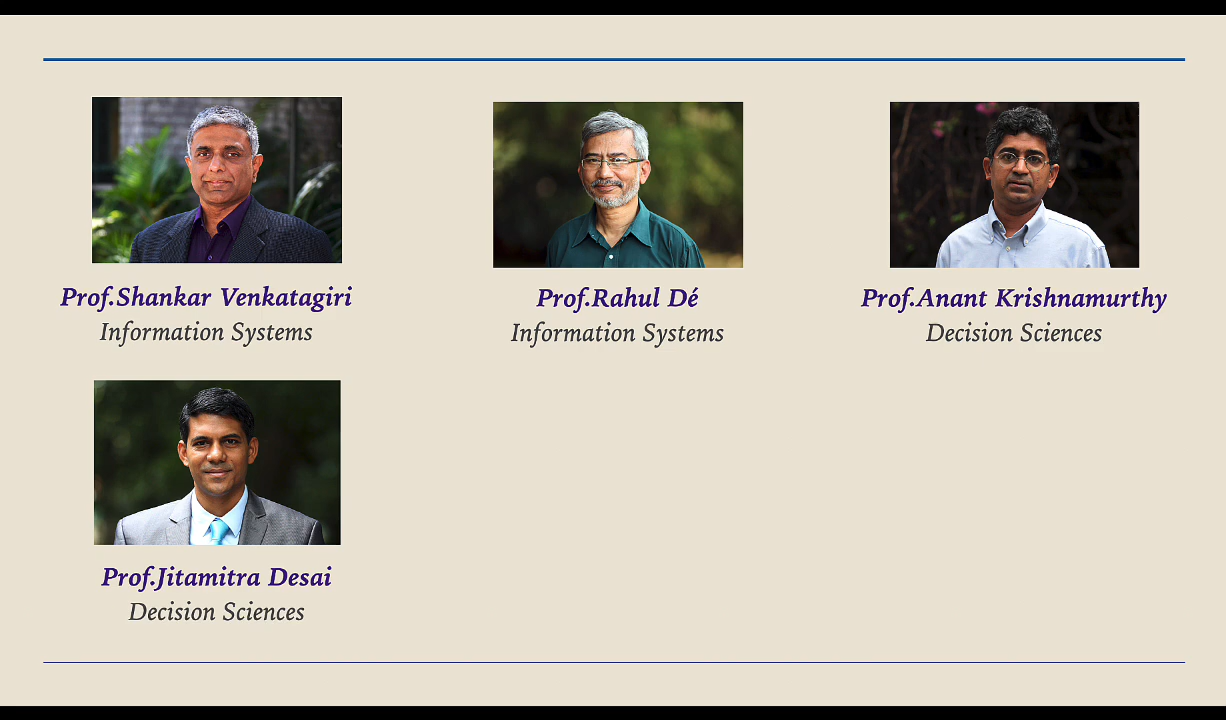 Prof.Shankar Venkatagiri
Information Systems
Prof.Rahul Dé
Information Systems
Prof.Anant Krishnamurthy
Decision Sciences
Prof.Jitamitra Desai
Decision Sciences